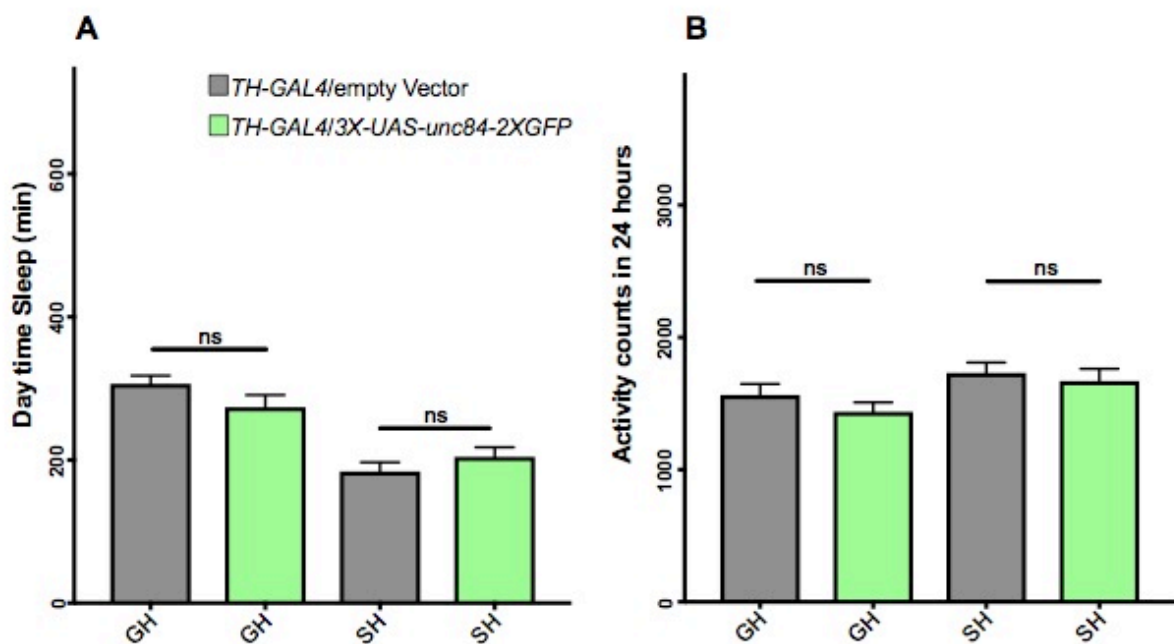 A
TH-GAL4/empty Vector
TH-GAL4/3X-UAS-unc84-2XGFP
Day time Sleep (min)
600
400
200
0
ns
ns
GH
GH
SH
SH
B
Activity counts in 24 hours
3000
2000
1000
0
ns
ns
GH
GH
SH
SH